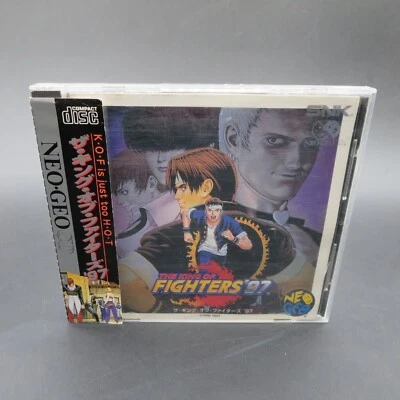 COMPACT
disc
NEO•GEO
K•O•F is just too H•O•T
ザ・キング・オブ・ファイターズ'97
SNK
THE KING OF
FIGHTERS'97
NEO
ザ・キング・オブ・ファイターズ '97